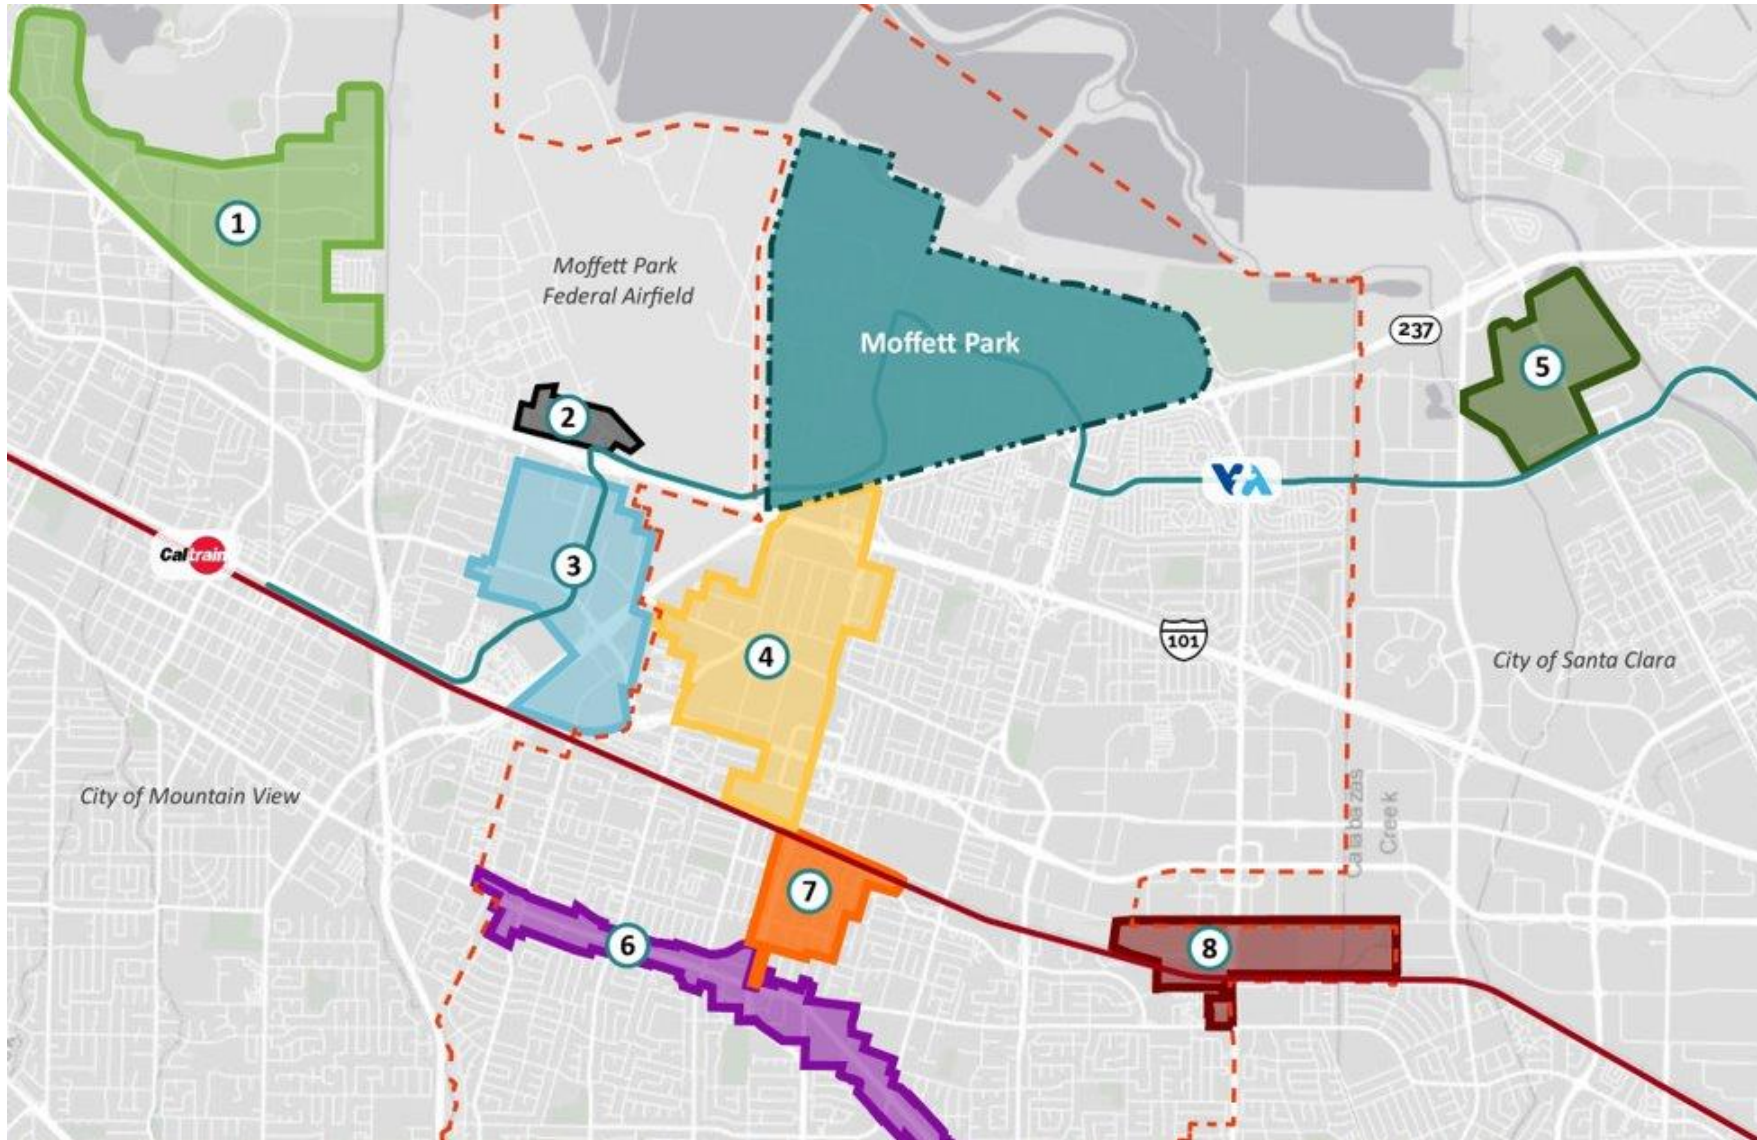 1
Moffett Park
Federal Airfield
Moffett Park
237
5
2
VTA
Caltrain
3
101
4
City of Santa Clara
City of Mountain View
Calabazas
Creek
7
6
8